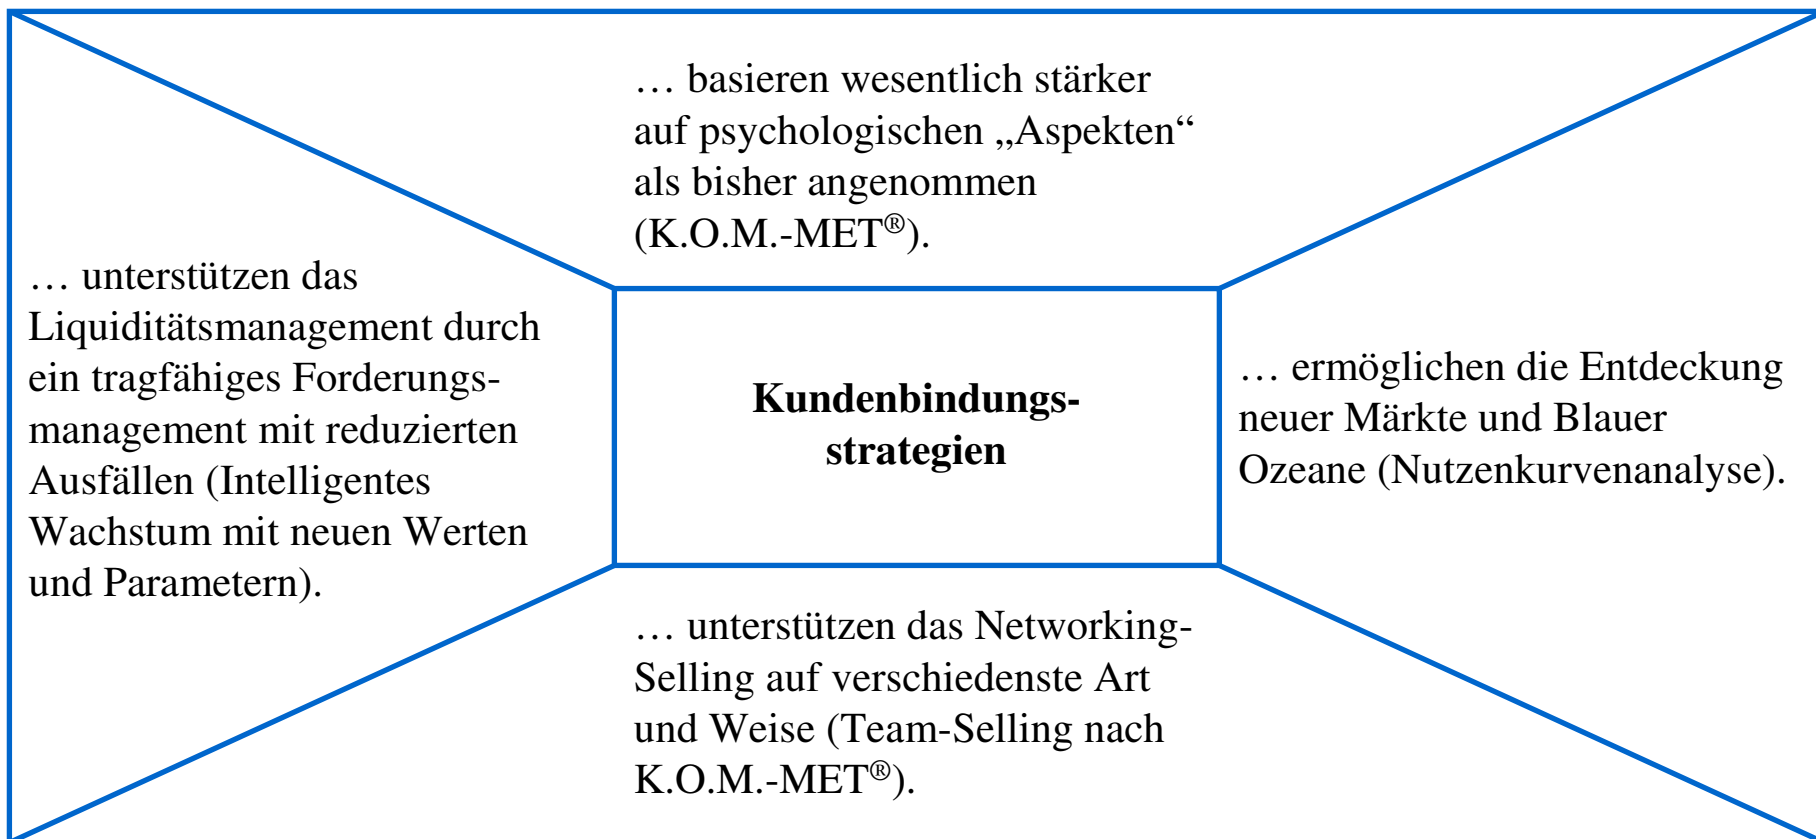 … basieren wesentlich stärker
auf psychologischen „Aspekten“
als bisher angenommen
(K.O.M.-MET®).
… unterstützen das
Liquiditätsmanagement durch
ein tragfähiges Forderungs-
management mit reduzierten
Ausfällen (Intelligentes
Wachstum mit neuen Werten
und Parametern).
Kundenbindungs-
strategien
… ermöglichen die Entdeckung
neuer Märkte und Blauer
Ozeane (Nutzenkurvenanalyse).
… unterstützen das Networking-
Selling auf verschiedenste Art
und Weise (Team-Selling nach
K.O.M.-MET®).